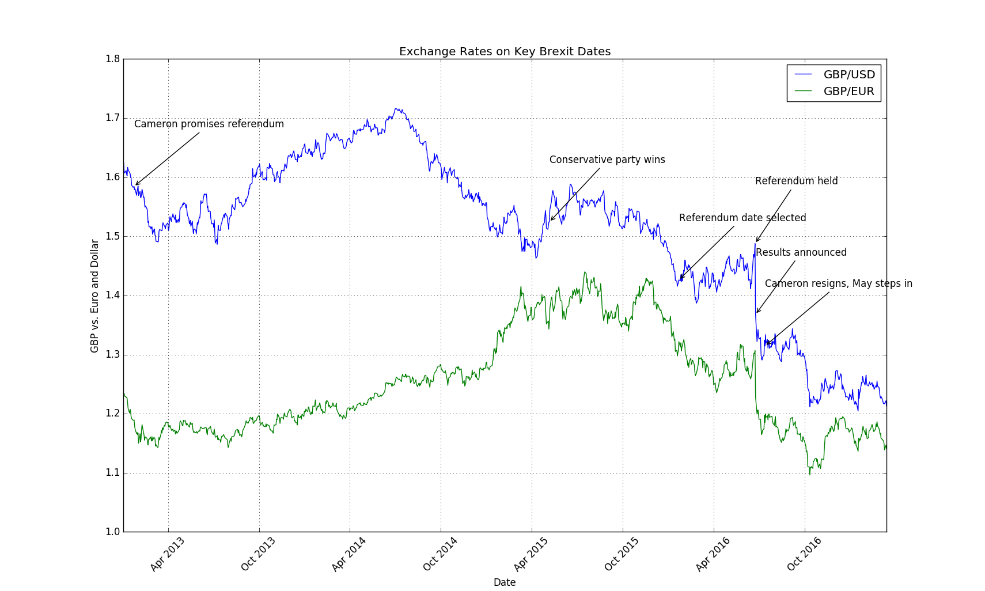 Exchange Rates on Key Brexit Dates
1.8
1.7
1.6
1.5
1.4
1.3
1.2
1.1
1.0
GBP vs. Euro and Dollar
GBP/USD
GBP/EUR
Cameron promises referendum
Conservative party wins
Referendum held
Referendum date selected
Results announced
Cameron resigns, May steps in
Apr 2013
Oct 2013
Apr 2014
Oct 2014
Apr 2015
Oct 2015
Apr 2016
Oct 2016
Date